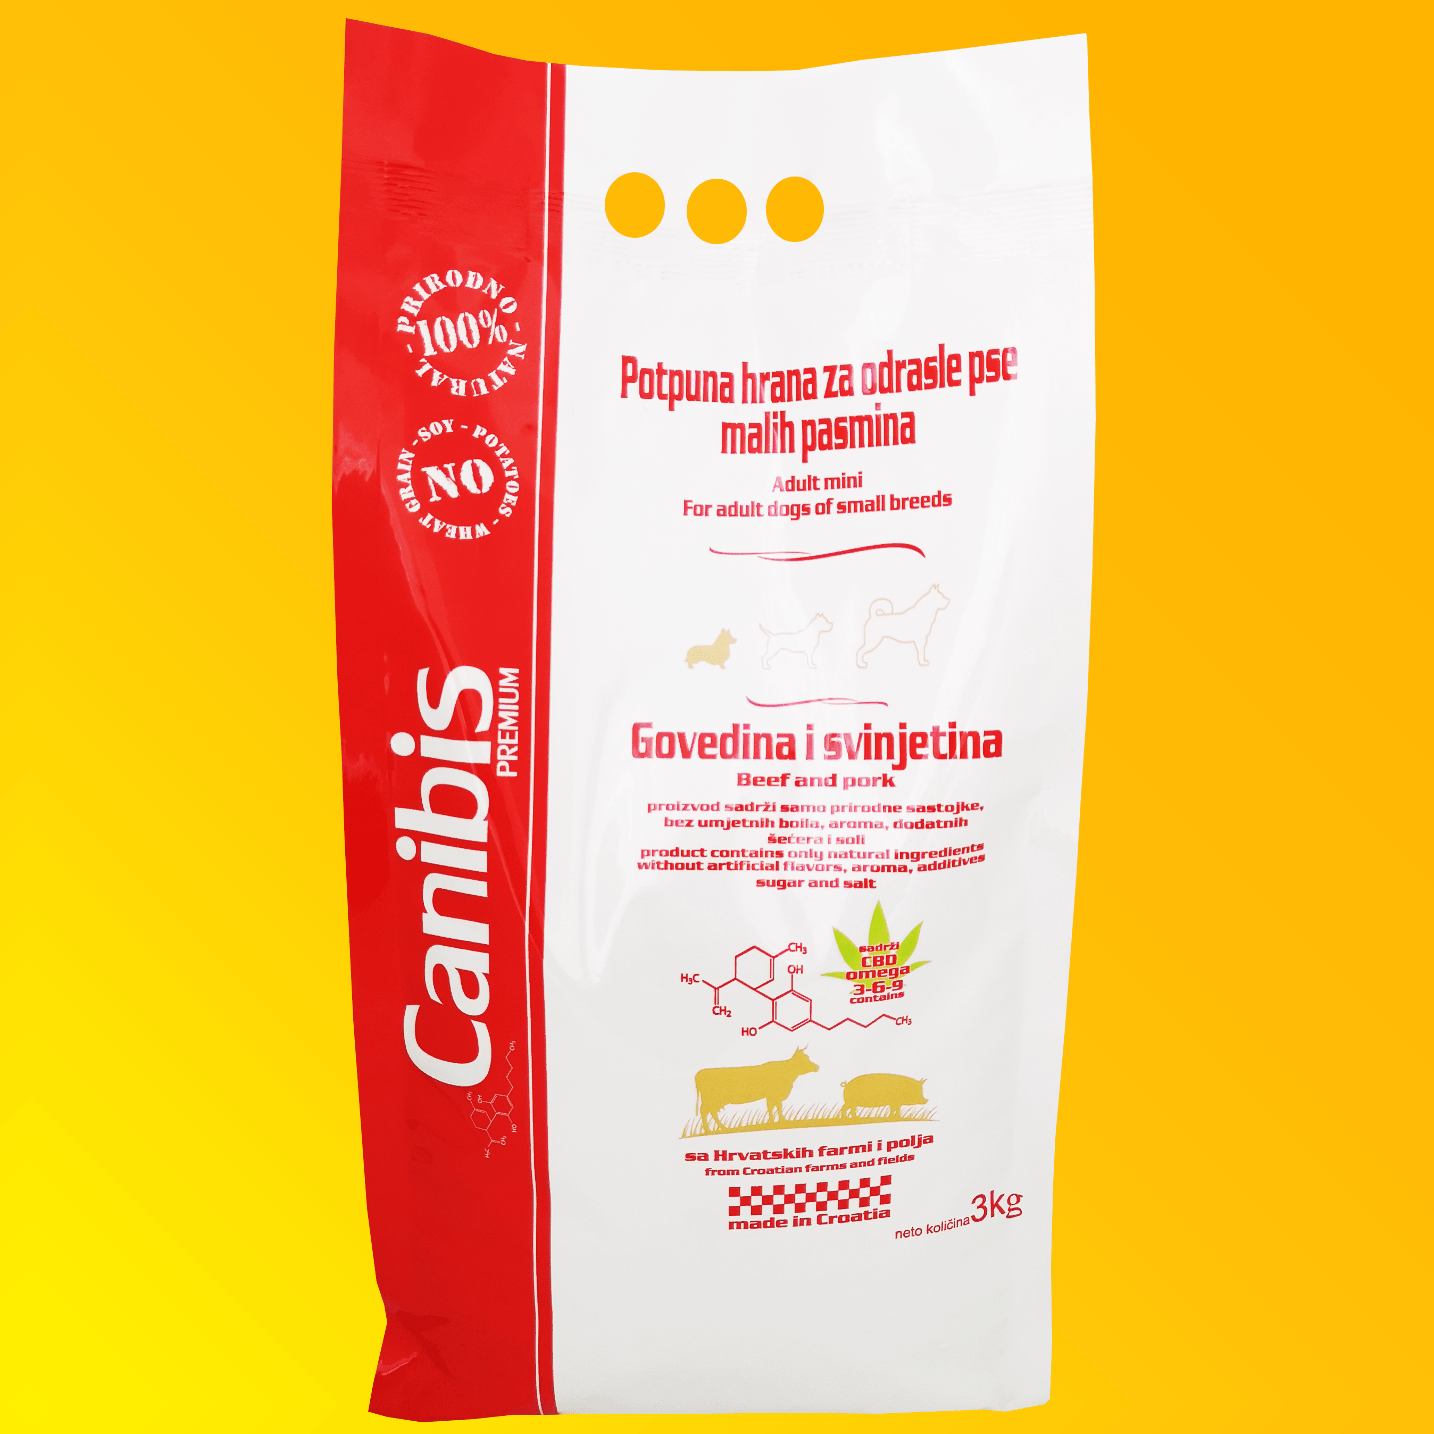 - PRIRODNO - NATURAL
100%
WHEAT GRAIN - SOY - POTATOES -
NO
Canibis
PREMIUM
Potpuna hrana za odrasle pse
malih pasmina
Adult mini
For adult dogs of small breeds
Govedina i svinjetina
Beef and pork
proizvod sadrži samo prirodne sastojke,
bez umjetnih boila, aroma, dodatnih
šećera i soli
product contains only natural ingredients
without artificial flavors, aroma, additives
sugar and salt
sadrži
CBD
omega
3-6-9
contains
CH₃
OH
H₃C
CH₂
HO
CH₃
sa Hrvatskih farmi i polja
from Croatian farms and fields
made in Croatia
neto količina 3kg